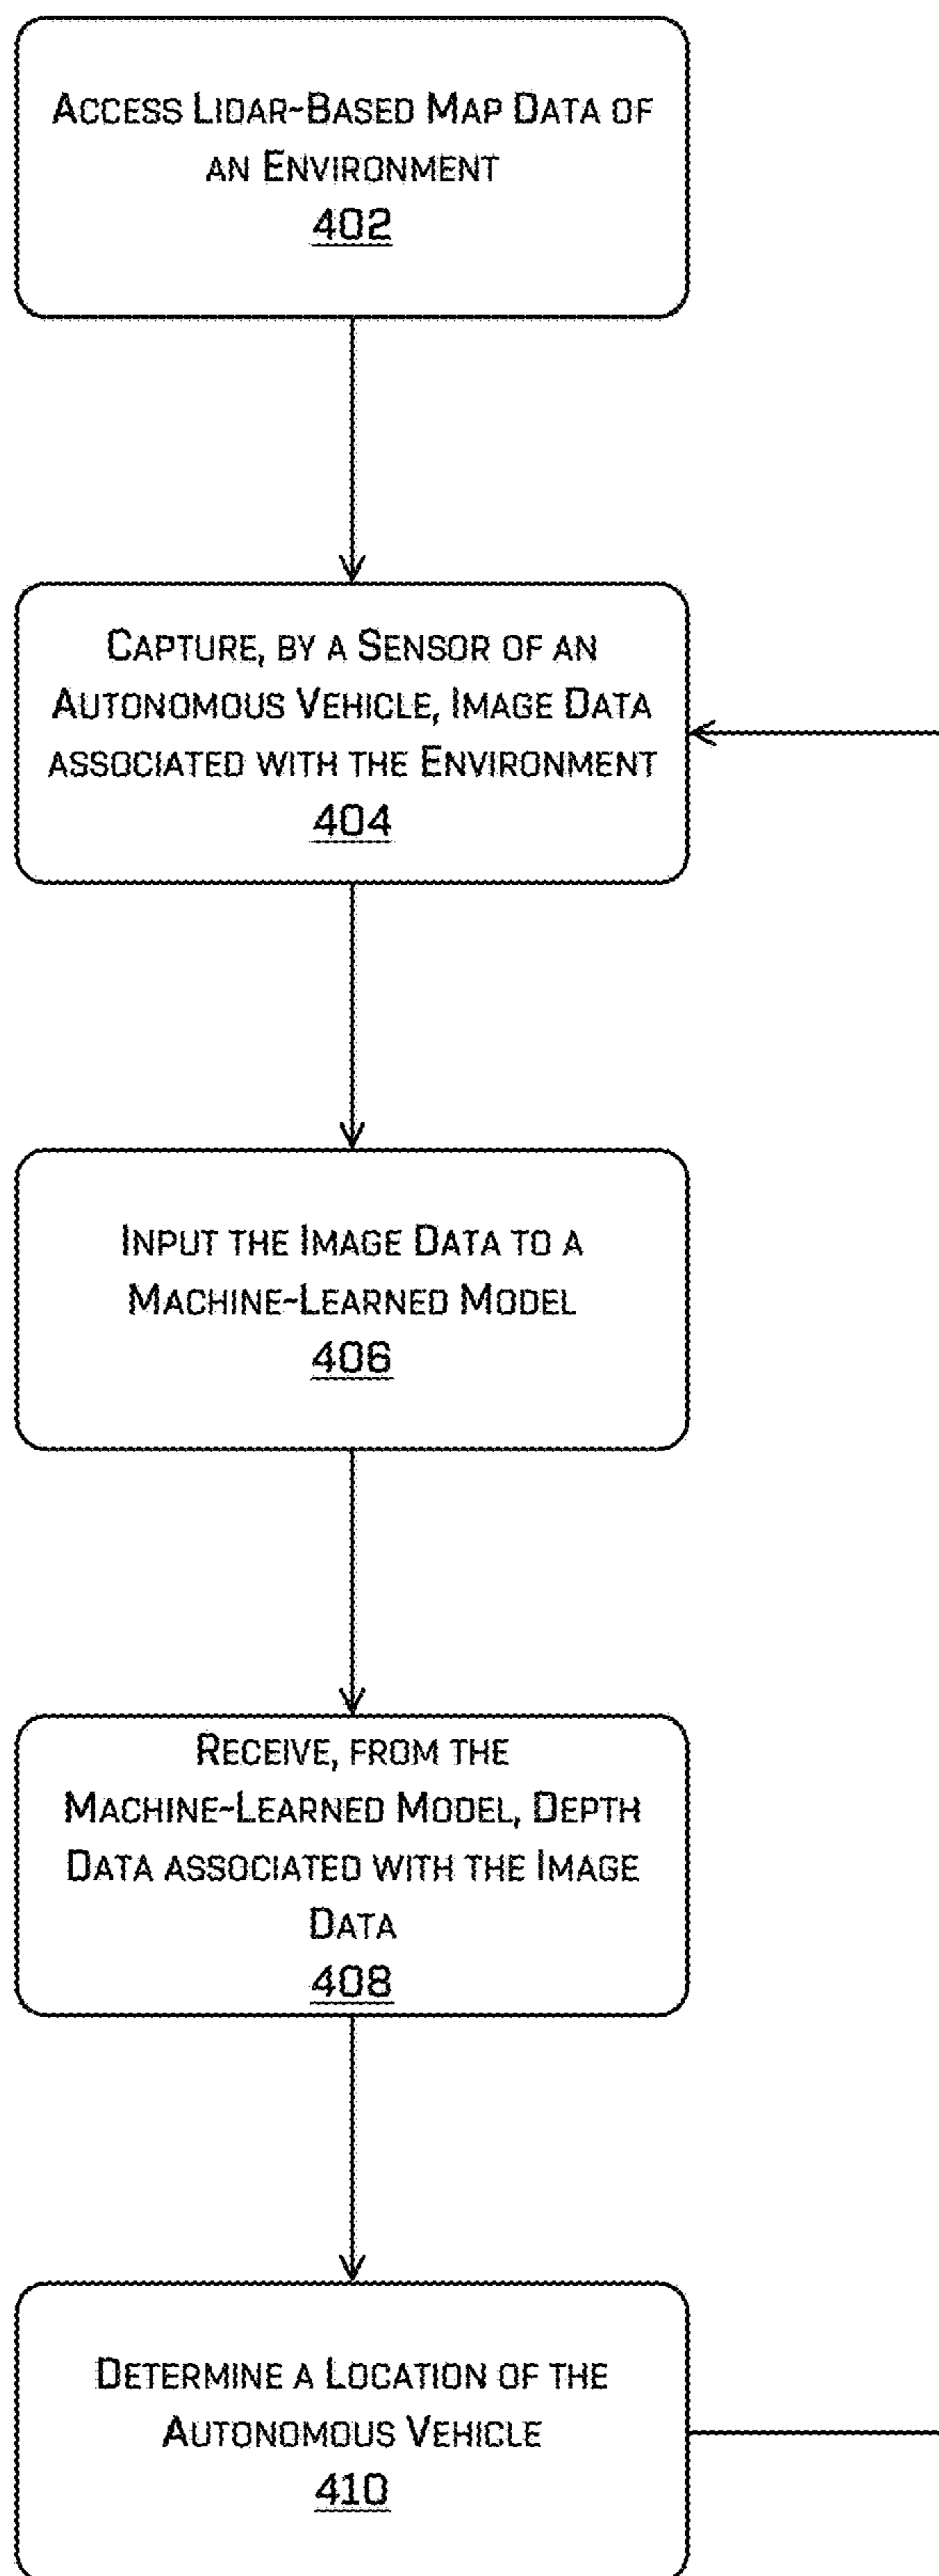 Access Lidar-Based Map Data of
an Environment
402
Capture, by a Sensor of an
Autonomous Vehicle, Image Data
associated with the Environment
404
Input the Image Data to a
Machine-Learned Model
406
Receive, from the
Machine-Learned Model, Depth
Data associated with the Image
Data
408
Determine a Location of the
Autonomous Vehicle
410